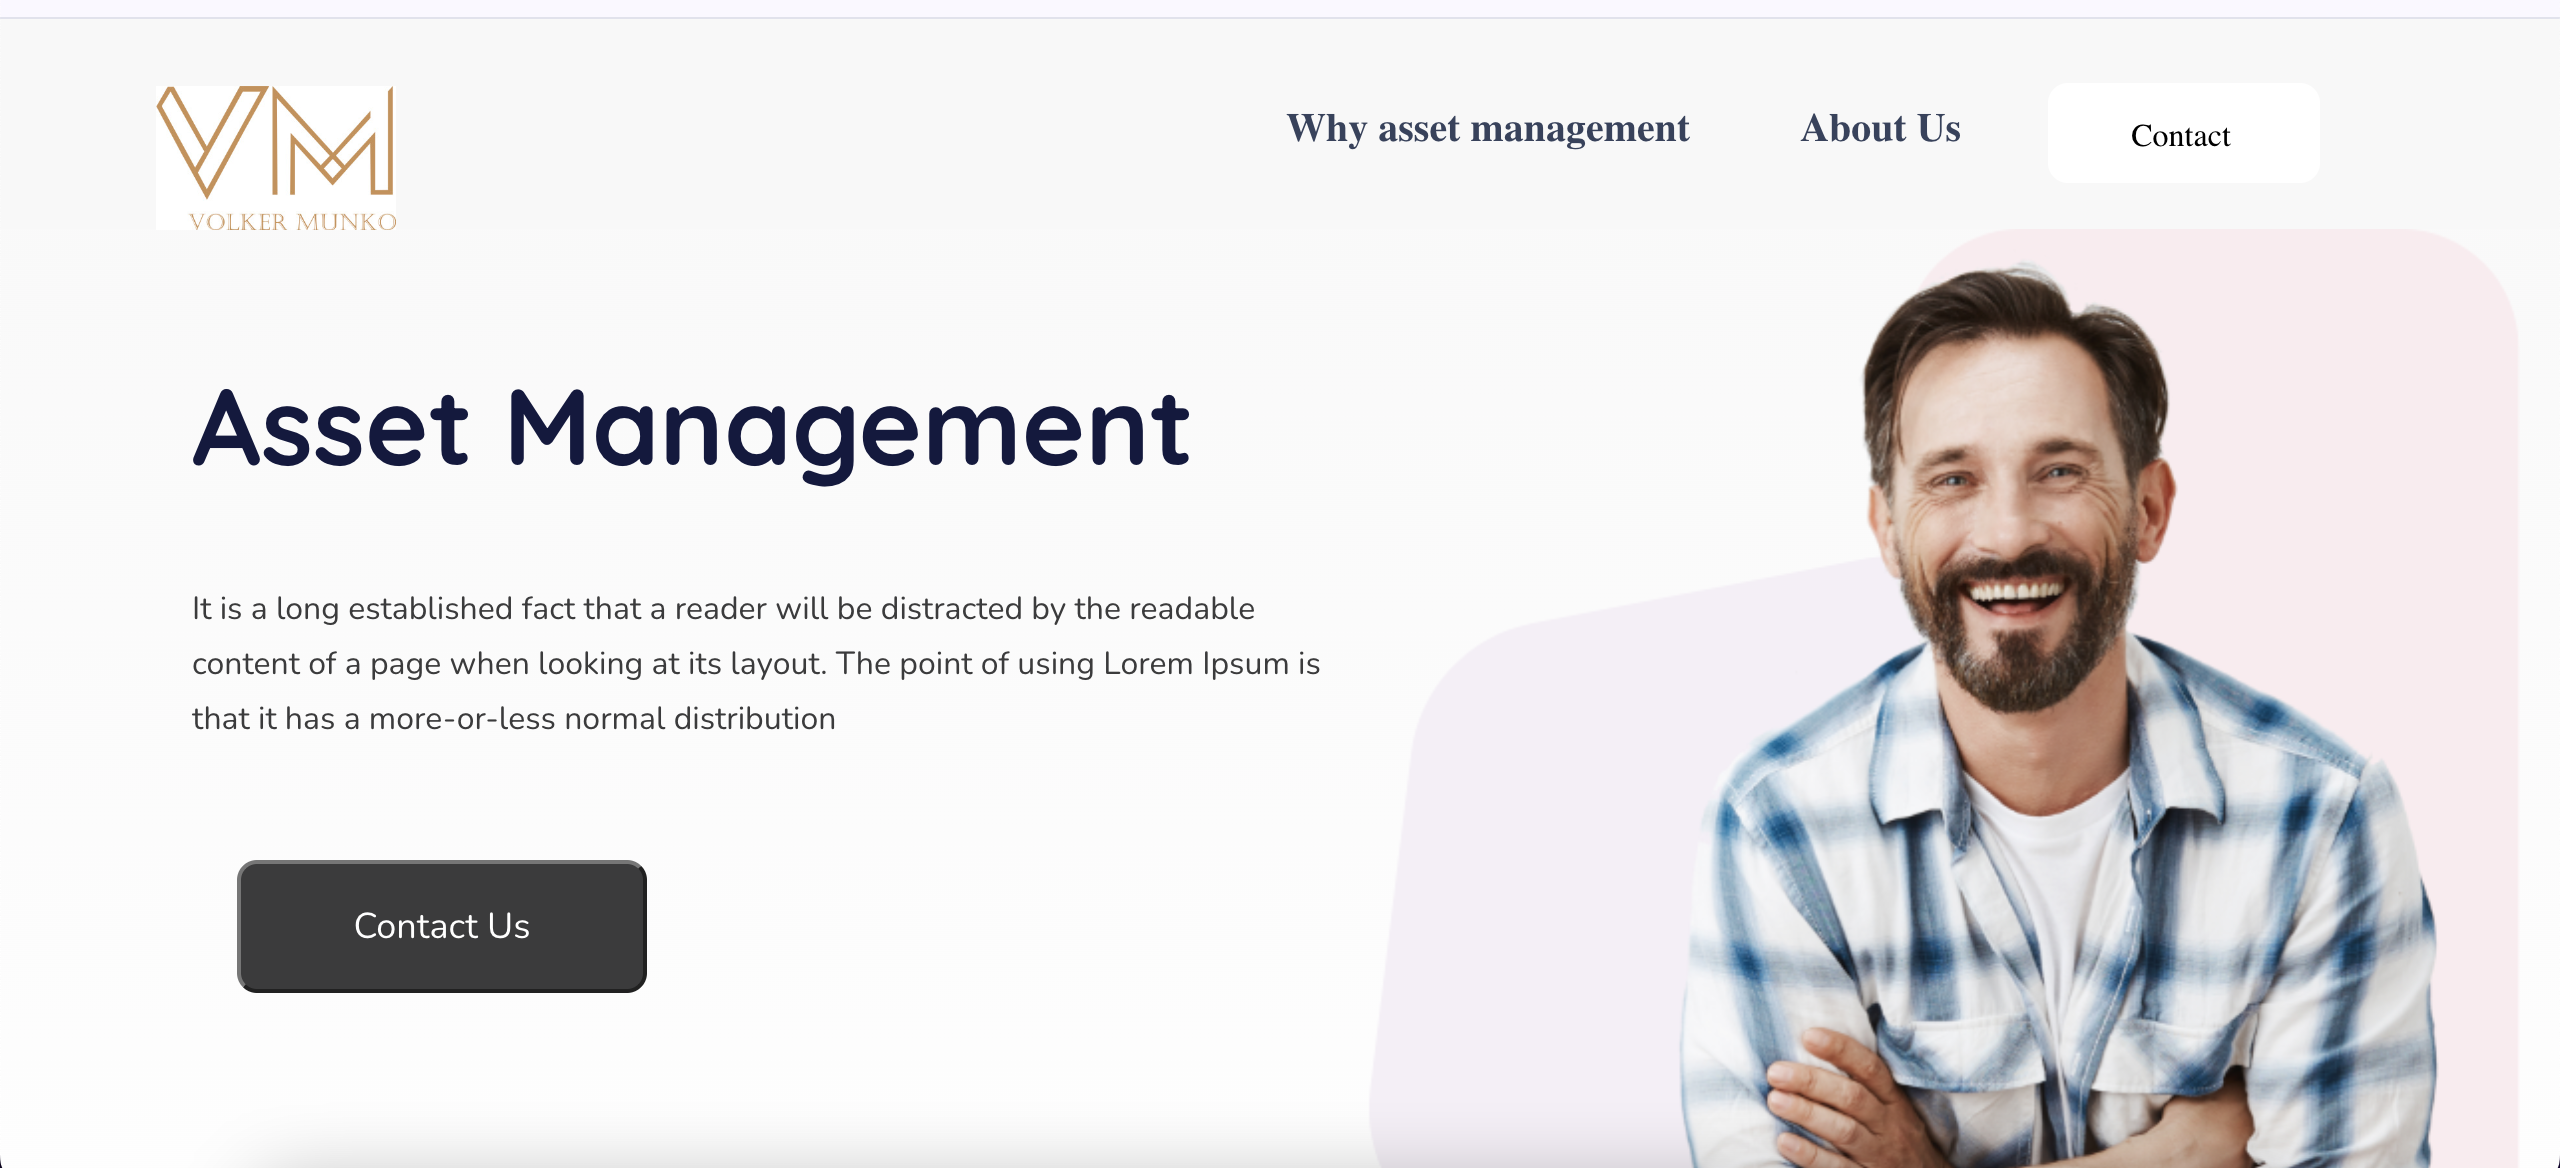 VM
VOLKER MUNKO
Why asset management
About Us
Contact
Asset Management
It is a long established fact that a reader will be distracted by the readable
content of a page when looking at its layout. The point of using Lorem Ipsum is
that it has a more-or-less normal distribution
Contact Us